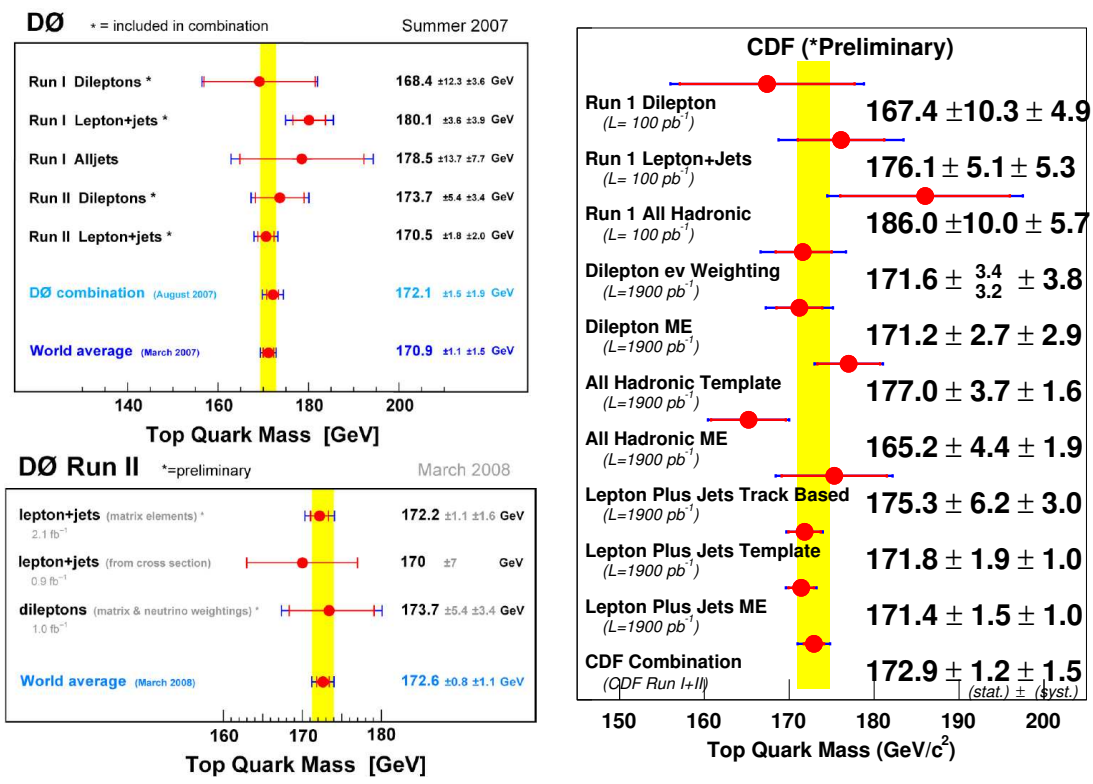 DØ * = included in combination Summer 2007
Run I Dileptons * 168.4 ±12.3 ±3.6 GeV
Run I Lepton+jets * 180.1 ±3.6 ±3.9 GeV
Run I Alljets 178.5 ±13.7 ±7.7 GeV
Run II Dileptons * 173.7 ±5.4 ±3.4 GeV
Run II Lepton+jets * 170.5 ±1.8 ±2.0 GeV
DØ combination (August 2007) 172.1 ±1.5 ±1.9 GeV
World average (March 2007) 170.9 ±1.1 ±1.5 GeV
140 160 180 200
Top Quark Mass [GeV]
DØ Run II *=preliminary March 2008
lepton+jets (matrix elements) * 172.2 ±1.1 ±1.6 GeV
2.1 fb⁻¹
lepton+jets (from cross section) 170 ±7 GeV
0.9 fb⁻¹
dileptons (matrix & neutrino weightings) * 173.7 ±5.4 ±3.4 GeV
1.0 fb⁻¹
World average (March 2008) 172.6 ±0.8 ±1.1 GeV
160 170 180
Top Quark Mass [GeV]
CDF (*Preliminary)
Run 1 Dilepton 167.4 ±10.3 ± 4.9
(L= 100 pb⁻¹)
Run 1 Lepton+Jets 176.1 ± 5.1 ± 5.3
(L= 100 pb⁻¹)
Run 1 All Hadronic 186.0 ±10.0 ± 5.7
(L= 100 pb⁻¹)
Dilepton ev Weighting 171.6 ± 3.4 3.2 ± 3.8
(L=1900 pb⁻¹)
Dilepton ME 171.2 ± 2.7 ± 2.9
(L=1900 pb⁻¹)
All Hadronic Template 177.0 ± 3.7 ± 1.6
(L=1900 pb⁻¹)
All Hadronic ME 165.2 ± 4.4 ± 1.9
(L=1900 pb⁻¹)
Lepton Plus Jets Track Based 175.3 ± 6.2 ± 3.0
(L=1900 pb⁻¹)
Lepton Plus Jets Template 171.8 ± 1.9 ± 1.0
(L=1900 pb⁻¹)
Lepton Plus Jets ME 171.4 ± 1.5 ± 1.0
(L=1900 pb⁻¹)
CDF Combination 172.9 ± 1.2 ± 1.5
(CDF Run I+II) (stat.) ± (syst.)
150 160 170 180 190 200
Top Quark Mass (GeV/c²)